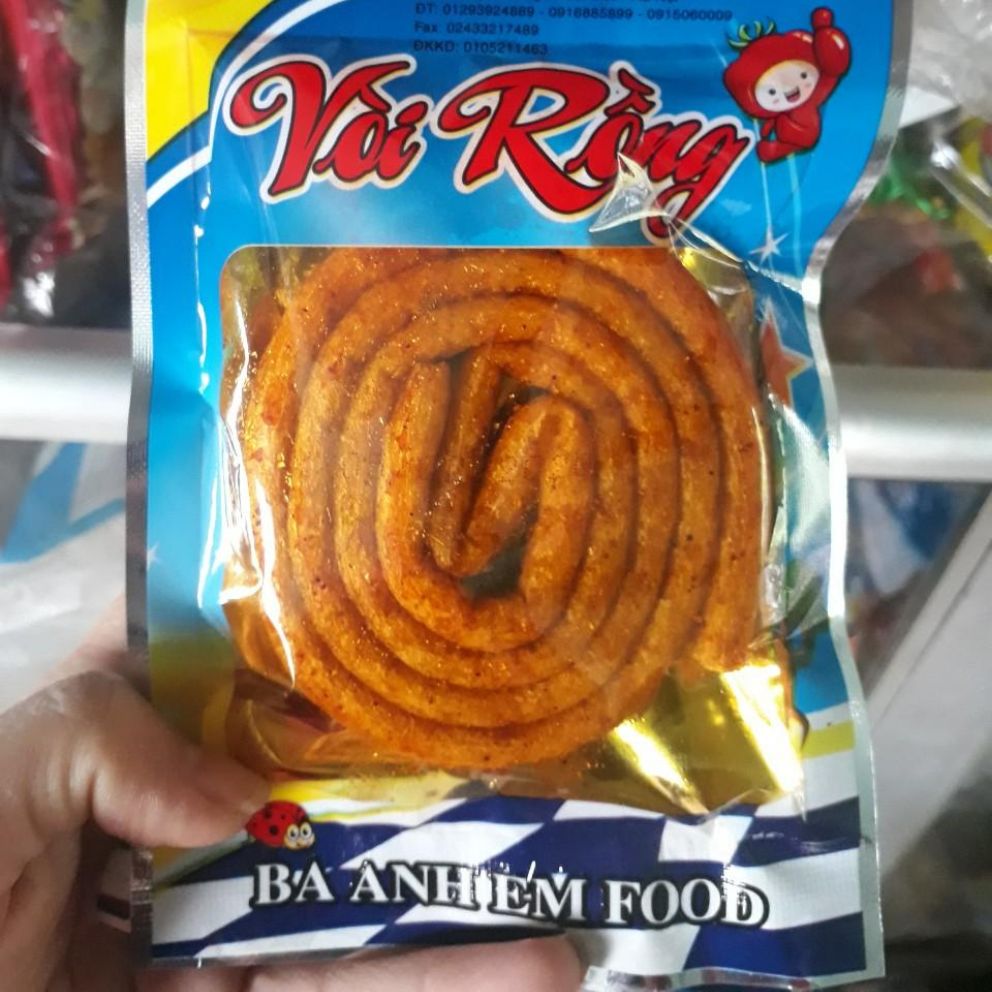 ĐT: 01293924889 - 0916885899 - 0915060009
Fax: 02433217489
ĐKKD: 0105211463
Vòi Rồng
BA ANH EM FOOD